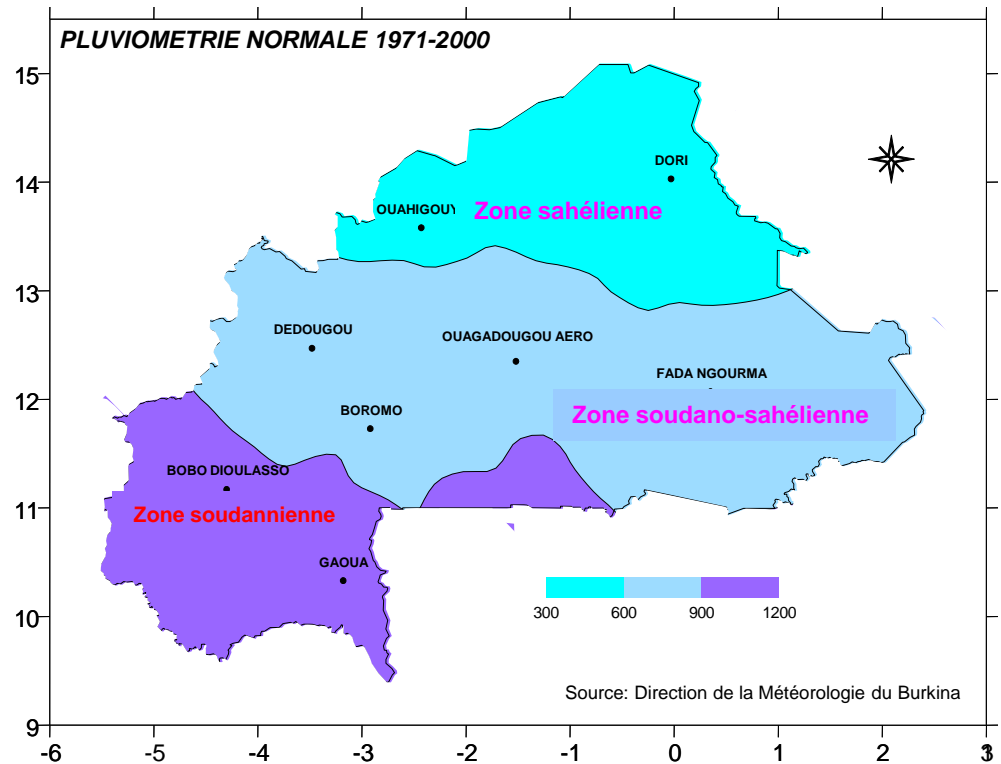 PLUVIOMETRIE NORMALE 1971-2000
15
DORI
14
OUAHIGOUY
Zone sahélienne
13
DEDOUGOU
OUAGADOUGOU AERO
FADA NGOURMA
12
BOROMO
Zone soudano-sahélienne
BOBO DIOULASSO
11
Zone soudannienne
GAOUA
300 600 900 1200
10
Source: Direction de la Météorologie du Burkina
9
-6 -5 -4 -3 -2 -1 0 1 2